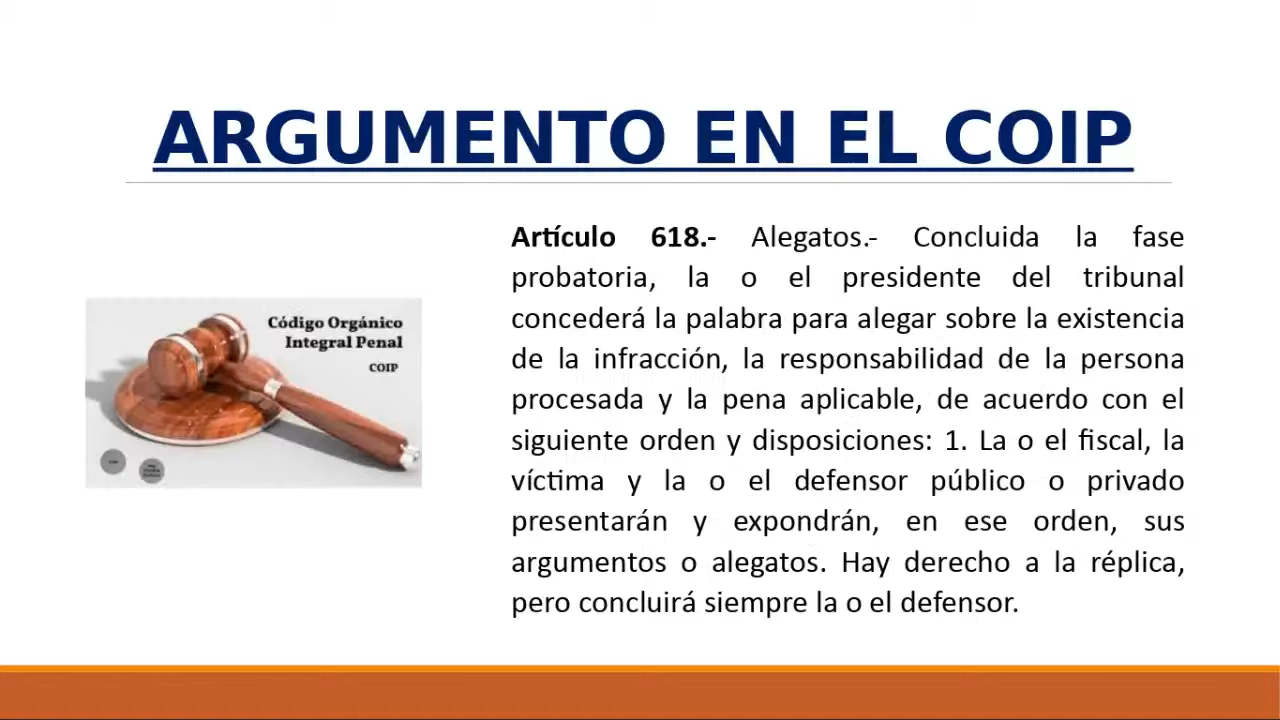 ARGUMENTO EN EL COIP
Código Orgánico
Integral Penal
COIP
Artículo 618.- Alegatos.- Concluida la fase
probatoria, la o el presidente del tribunal
concederá la palabra para alegar sobre la existencia
de la infracción, la responsabilidad de la persona
procesada y la pena aplicable, de acuerdo con el
siguiente orden y disposiciones: 1. La o el fiscal, la
víctima y la o el defensor público o privado
presentarán y expondrán, en ese orden, sus
argumentos o alegatos. Hay derecho a la réplica,
pero concluirá siempre la o el defensor.